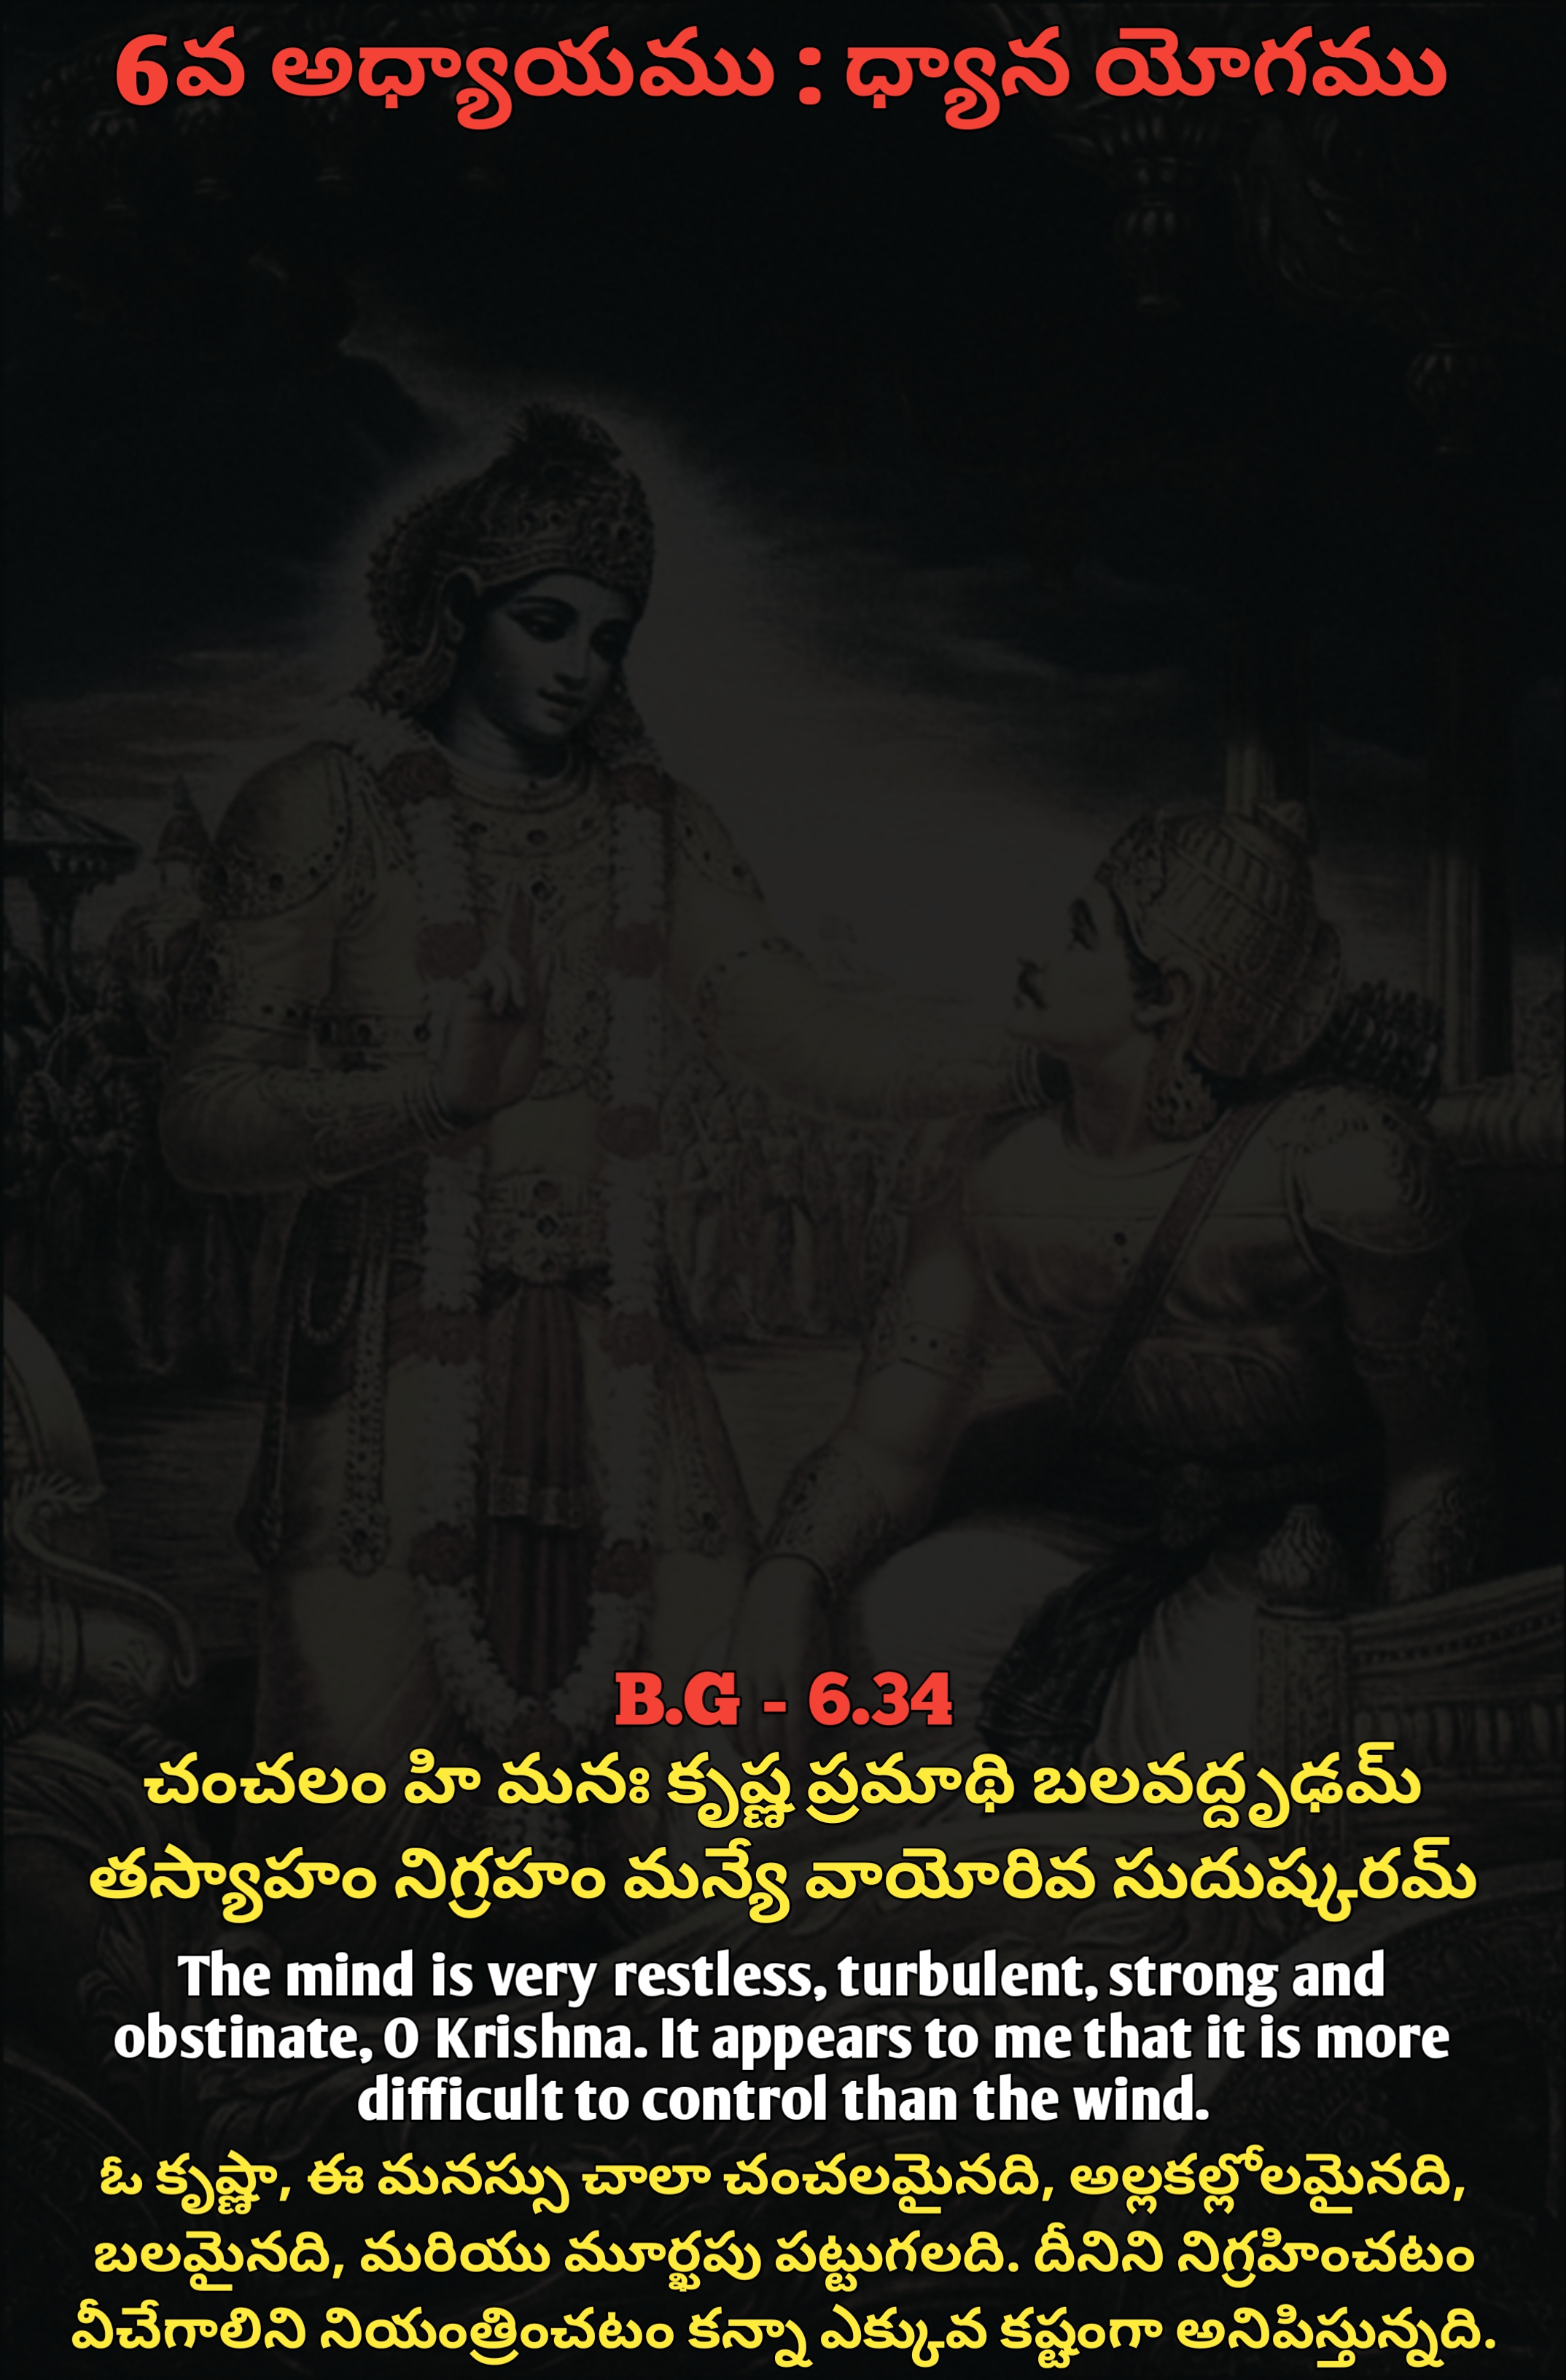 6వ అధ్యాయము : ధ్యాన యోగము
B.G - 6.34
చంచలం హి మనః కృష్ణ ప్రమాథి బలవద్దృఢమ్
తస్యాహం నిగ్రహం మన్యే వాయోరివ సుదుష్కరమ్
The mind is very restless, turbulent, strong and
obstinate, O Krishna. It appears to me that it is more
difficult to control than the wind.
ఓ కృష్ణా, ఈ మనస్సు చాలా చంచలమైనది, అల్లకల్లోలమైనది,
బలమైనది, మరియు మూర్ఖపు పట్టుగలది. దీనిని నిగ్రహించటం
వీచేగాలిని నియంత్రించటం కన్నా ఎక్కువ కష్టంగా అనిపిస్తున్నది.